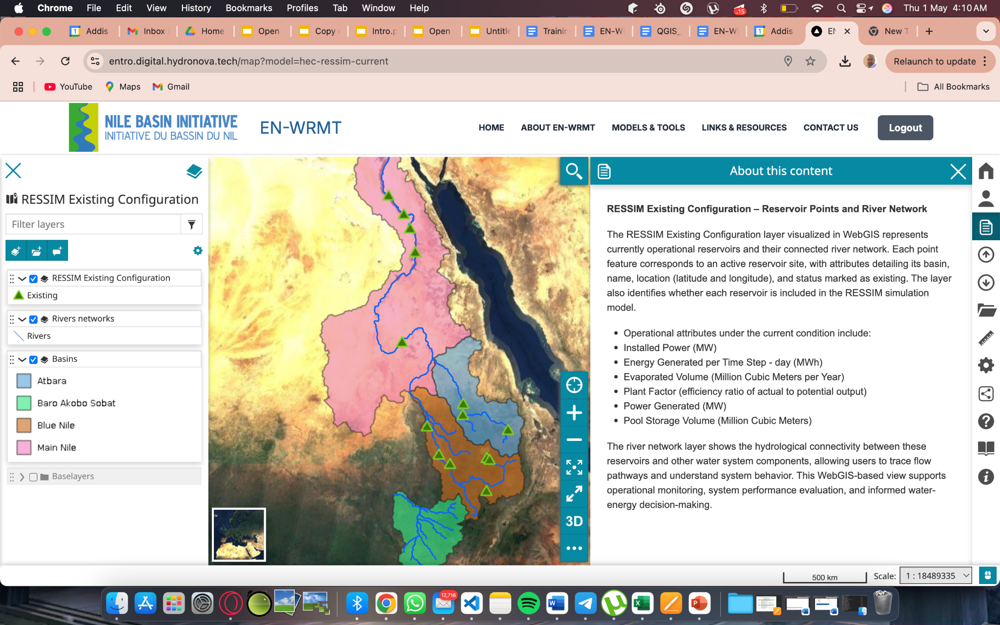 Chrome File Edit View History Bookmarks Profiles Tab Window Help ..15 Thu 1 May 4:10 AM
1 Addis Inbox Home Open Copy Intro.p Open Untitle Trainin EN-W QGIS_ EN-W 1 Addis EN New T
entro.digital.hydronova.tech/map?model=hec-ressim-current Relaunch to update
YouTube Maps Gmail All Bookmarks
NILE BASIN INITIATIVE
INITIATIVE DU BASSIN DU NIL
EN-WRMT
HOME ABOUT EN-WRMT MODELS & TOOLS LINKS & RESOURCES CONTACT US Logout
RESSIM Existing Configuration
Filter layers
RESSIM Existing Configuration
Existing
Rivers networks
Rivers
Basins
Atbara
Baro Akobo Sobat
Blue Nile
Main Nile
Baselayers
3D
About this content
RESSIM Existing Configuration – Reservoir Points and River Network
The RESSIM Existing Configuration layer visualized in WebGIS represents
currently operational reservoirs and their connected river network. Each point
feature corresponds to an active reservoir site, with attributes detailing its basin,
name, location (latitude and longitude), and status marked as existing. The layer
also identifies whether each reservoir is included in the RESSIM simulation
model.
• Operational attributes under the current condition include:
• Installed Power (MW)
• Energy Generated per Time Step - day (MWh)
• Evaporated Volume (Million Cubic Meters per Year)
• Plant Factor (efficiency ratio of actual to potential output)
• Power Generated (MW)
• Pool Storage Volume (Million Cubic Meters)
The river network layer shows the hydrological connectivity between these
reservoirs and other water system components, allowing users to trace flow
pathways and understand system behavior. This WebGIS-based view supports
operational monitoring, system performance evaluation, and informed water-
energy decision-making.
500 km Scale: 1 : 18489335
12,718